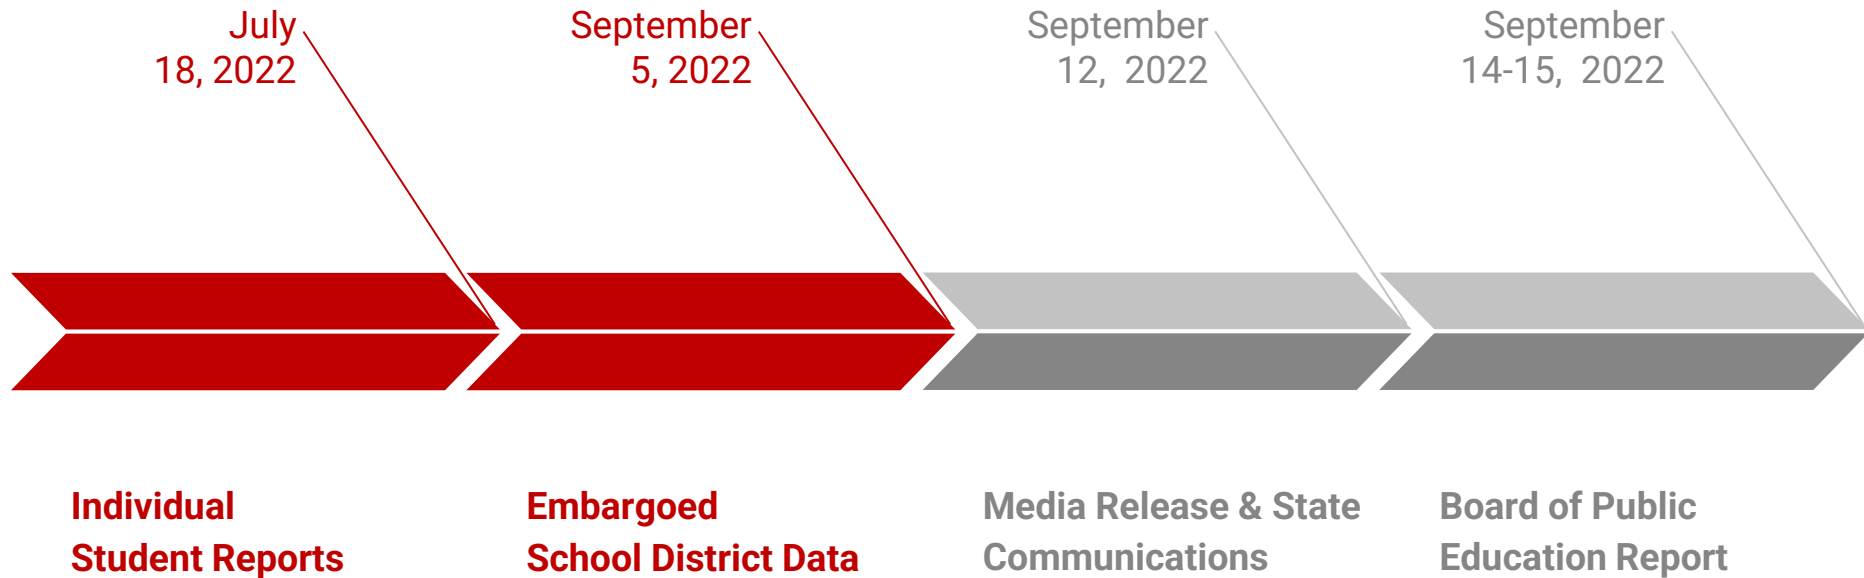 July
18, 2022
September
5, 2022
September
12,  2022
September
14-15,  2022
Individual
Student Reports
Embargoed
School District Data
Media Release & State
Communications
Board of Public
Education Report